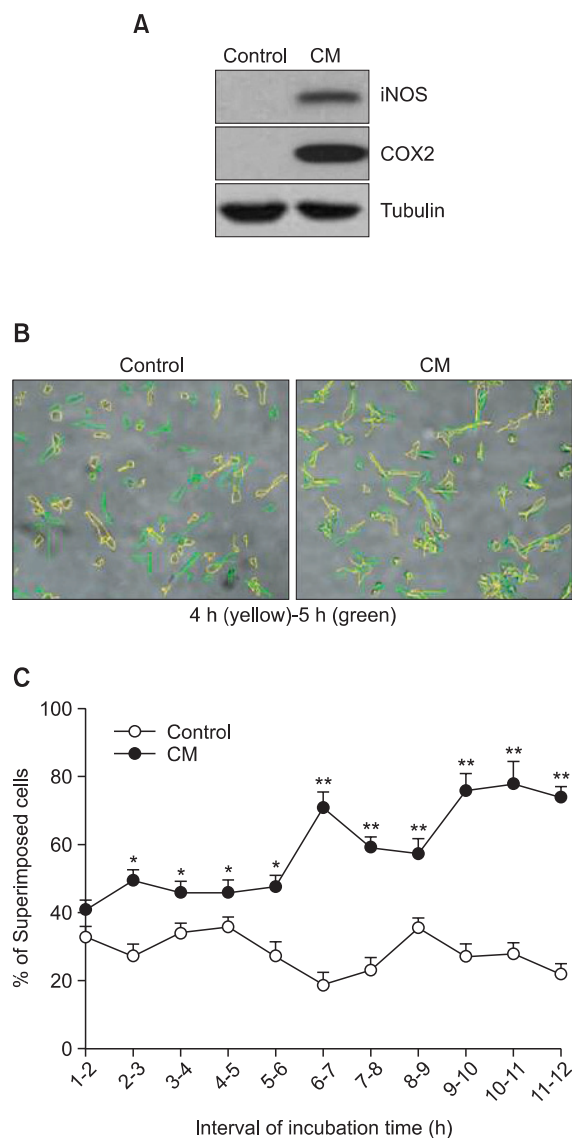 A
Control CM
iNOS
COX2
Tubulin
B
Control CM
4 h (yellow)-5 h (green)
C
% of Superimposed cells
100
80
60
40
20
0
Control
CM
* * * * ** ** ** ** ** **
1-2 2-3 3-4 4-5 5-6 6-7 7-8 8-9 9-10 10-11 11-12
Interval of incubation time (h)